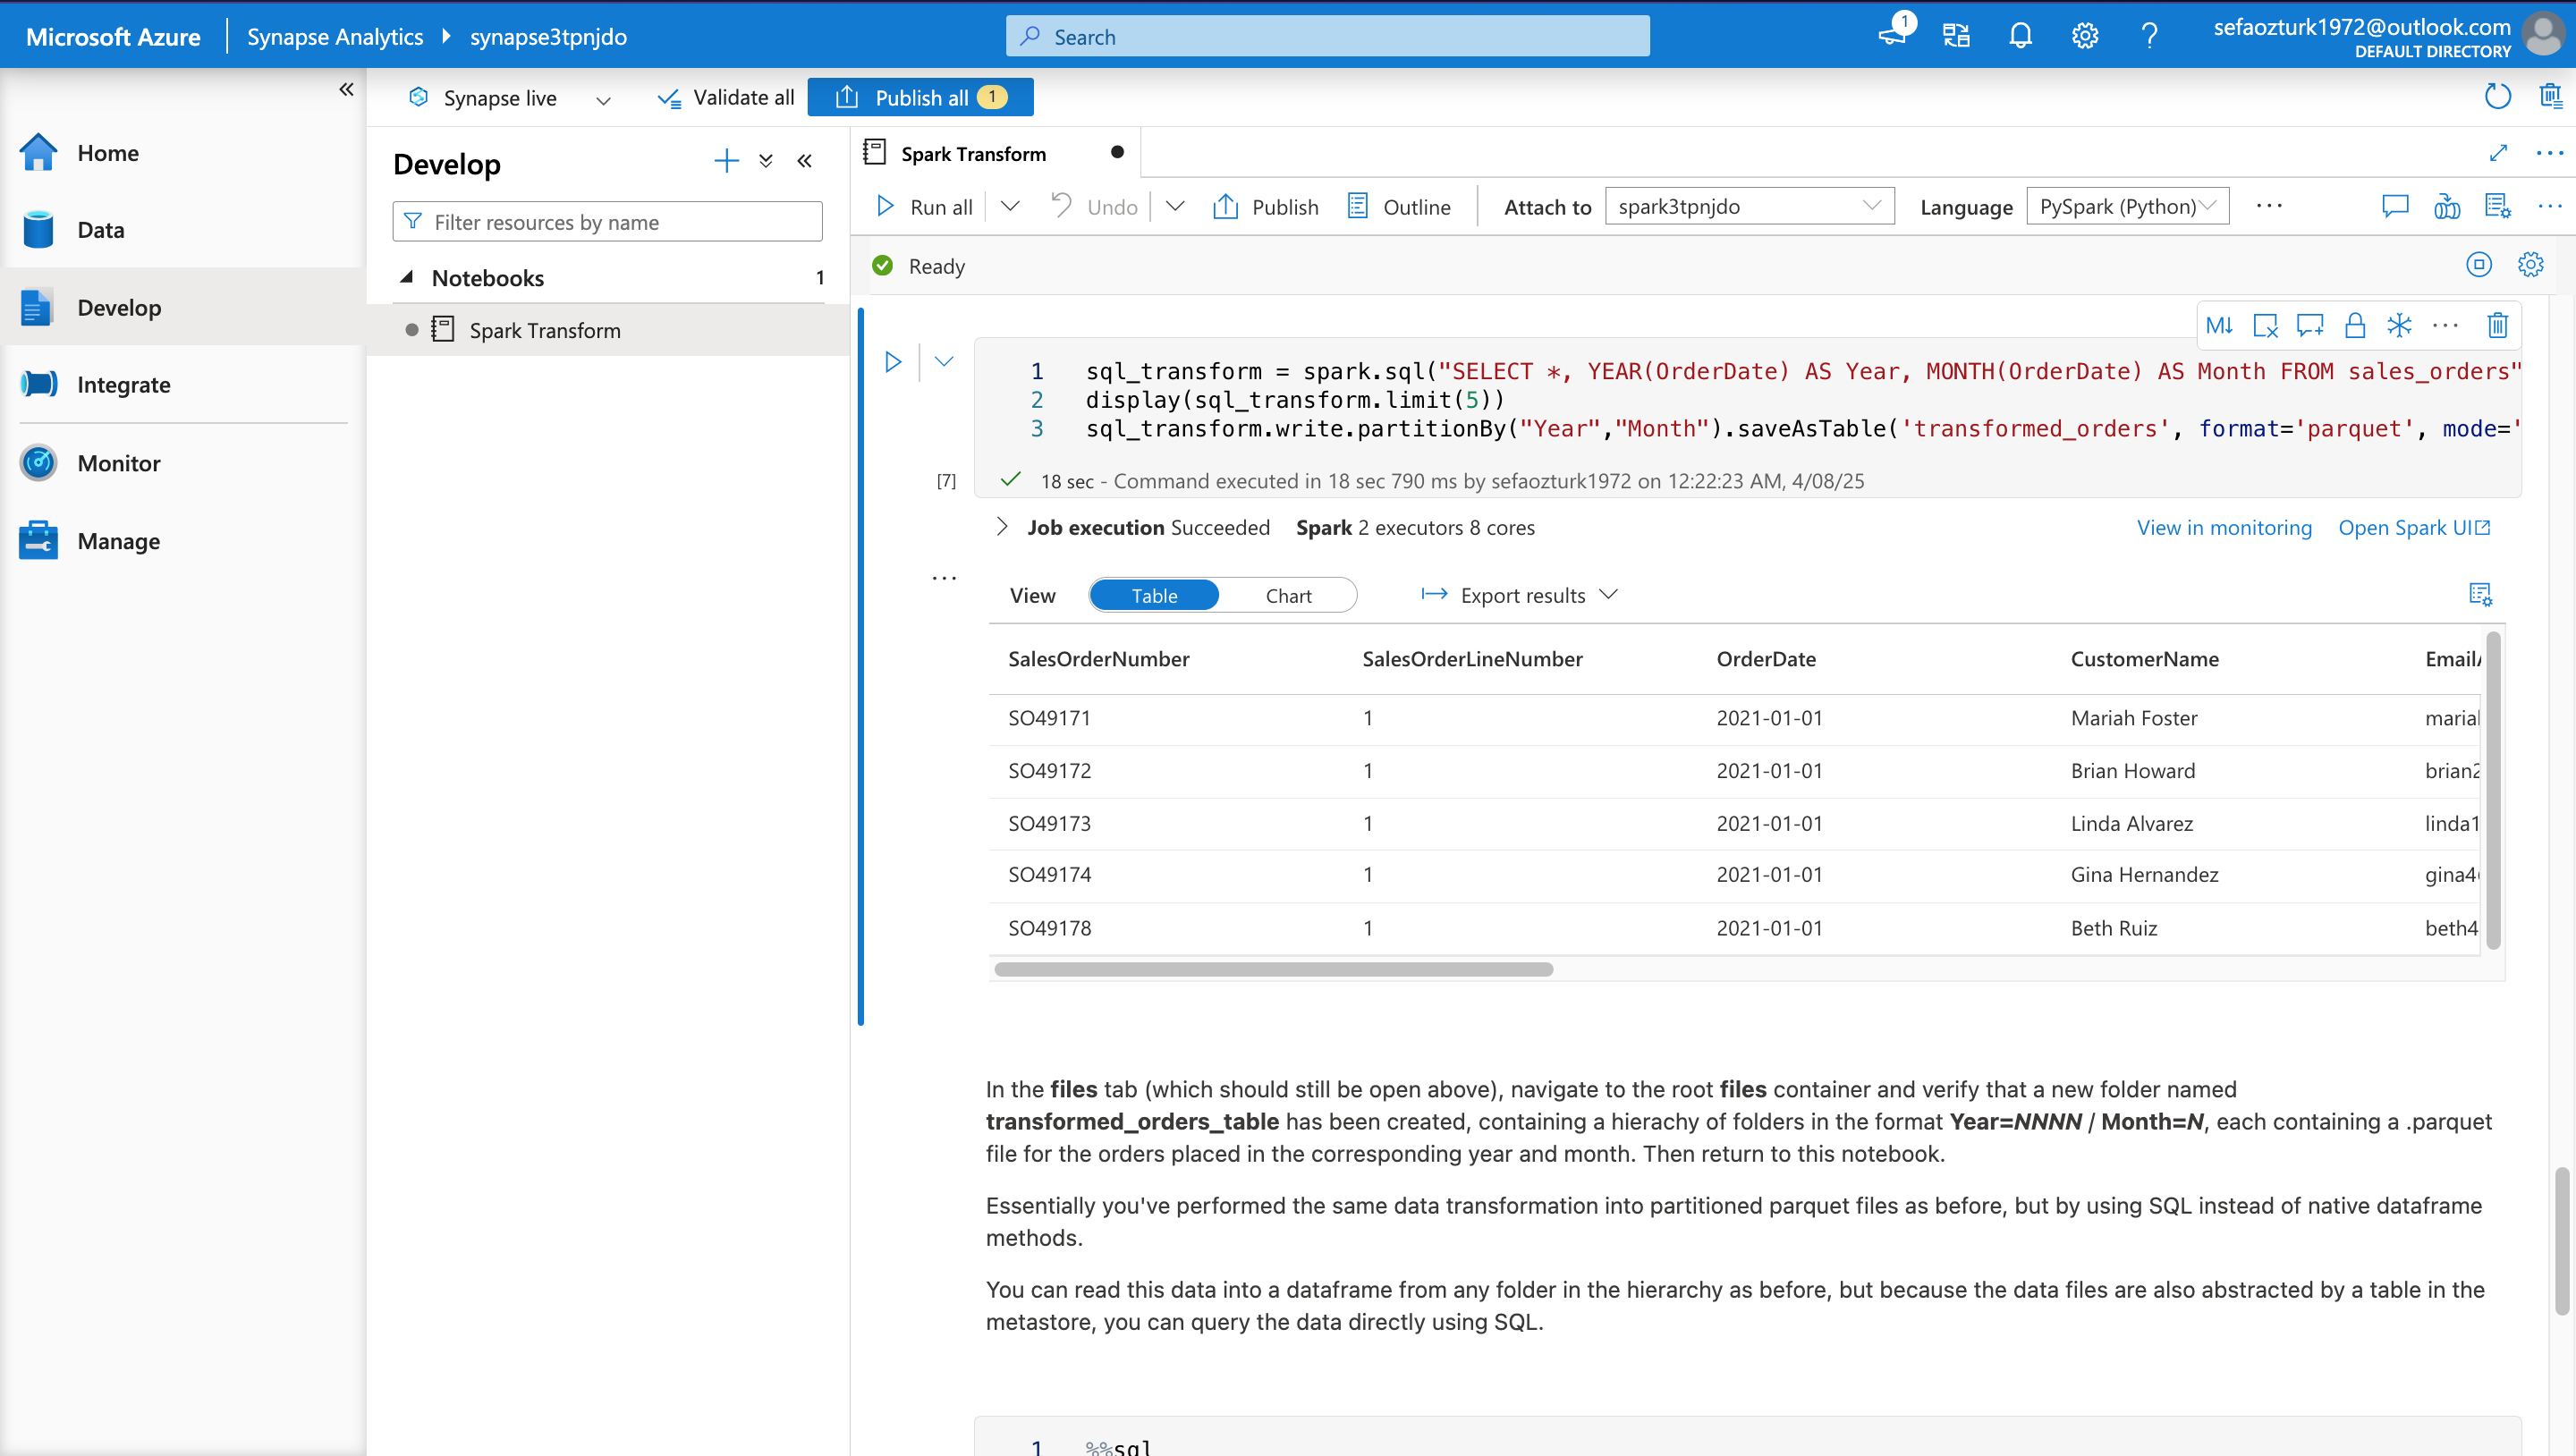 Microsoft Azure
Synapse Analytics
synapse3tpnjdo
Search
1
sefaozturk1972@outlook.com
DEFAULT DIRECTORY
Synapse live
Validate all
Publish all
1
Home
Data
Develop
Integrate
Monitor
Manage
Develop
Filter resources by name
Notebooks
1
Spark Transform
Spark Transform
Run all
Undo
Publish
Outline
Attach to
spark3tpnjdo
Language
PySpark (Python)
Ready
M
1 sql_transform = spark.sql("SELECT *, YEAR(OrderDate) AS Year, MONTH(OrderDate) AS Month FROM sales_orders"
2 display(sql_transform.limit(5))
3 sql_transform.write.partitionBy("Year","Month").saveAsTable('transformed_orders', format='parquet', mode='
[7]
18 sec - Command executed in 18 sec 790 ms by sefaozturk1972 on 12:22:23 AM, 4/08/25
Job execution Succeeded Spark 2 executors 8 cores
View in monitoring
Open Spark UI
View
Table
Chart
Export results
SalesOrderNumber SalesOrderLineNumber OrderDate CustomerName Email
SO49171 1 2021-01-01 Mariah Foster maria
SO49172 1 2021-01-01 Brian Howard brian2
SO49173 1 2021-01-01 Linda Alvarez linda1
SO49174 1 2021-01-01 Gina Hernandez gina4
SO49178 1 2021-01-01 Beth Ruiz beth4
In the files tab (which should still be open above), navigate to the root files container and verify that a new folder named
transformed_orders_table has been created, containing a hierachy of folders in the format Year=NNNN / Month=N, each containing a .parquet
file for the orders placed in the corresponding year and month. Then return to this notebook.
Essentially you've performed the same data transformation into partitioned parquet files as before, but by using SQL instead of native dataframe
methods.
You can read this data into a dataframe from any folder in the hierarchy as before, but because the data files are also abstracted by a table in the
metastore, you can query the data directly using SQL.
1 %%sql